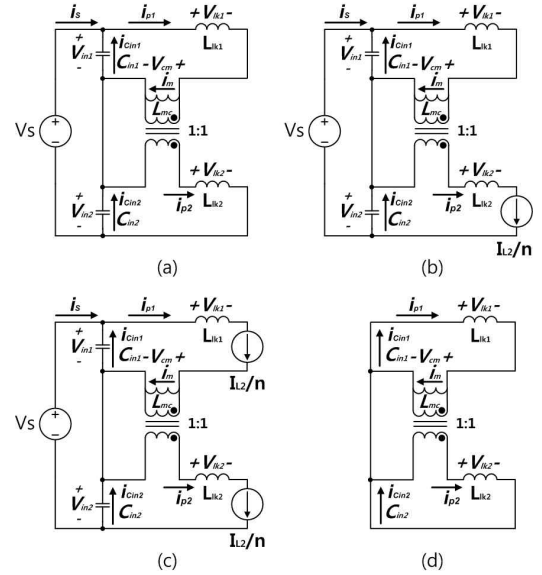 is ip1 +Vlk1-
+ Vin1 - iCin1 Cin1 -Vcm+ Llk1
im
Lmc
Vs 1:1
+ Vin2 - iCin2 Cin2 +Vlk2-
ip2 Llk2
(a)
is ip1 +Vlk1-
+ Vin1 - iCin1 Cin1 -Vcm+ Llk1
im
Lmc
Vs 1:1
+ Vin2 - iCin2 Cin2 +Vlk2-
ip2 Llk2
IL2/n
(b)
is ip1 +Vlk1-
+ Vin1 - iCin1 Cin1 -Vcm+ Llk1
im IL2/n
Lmc
Vs 1:1
+ Vin2 - iCin2 Cin2 +Vlk2-
ip2 Llk2
IL2/n
(c)
ip1 +Vlk1-
iCin1 Cin1 -Vcm+ Llk1
im
Lmc
1:1
iCin2 Cin2 +Vlk2-
ip2 Llk2
(d)